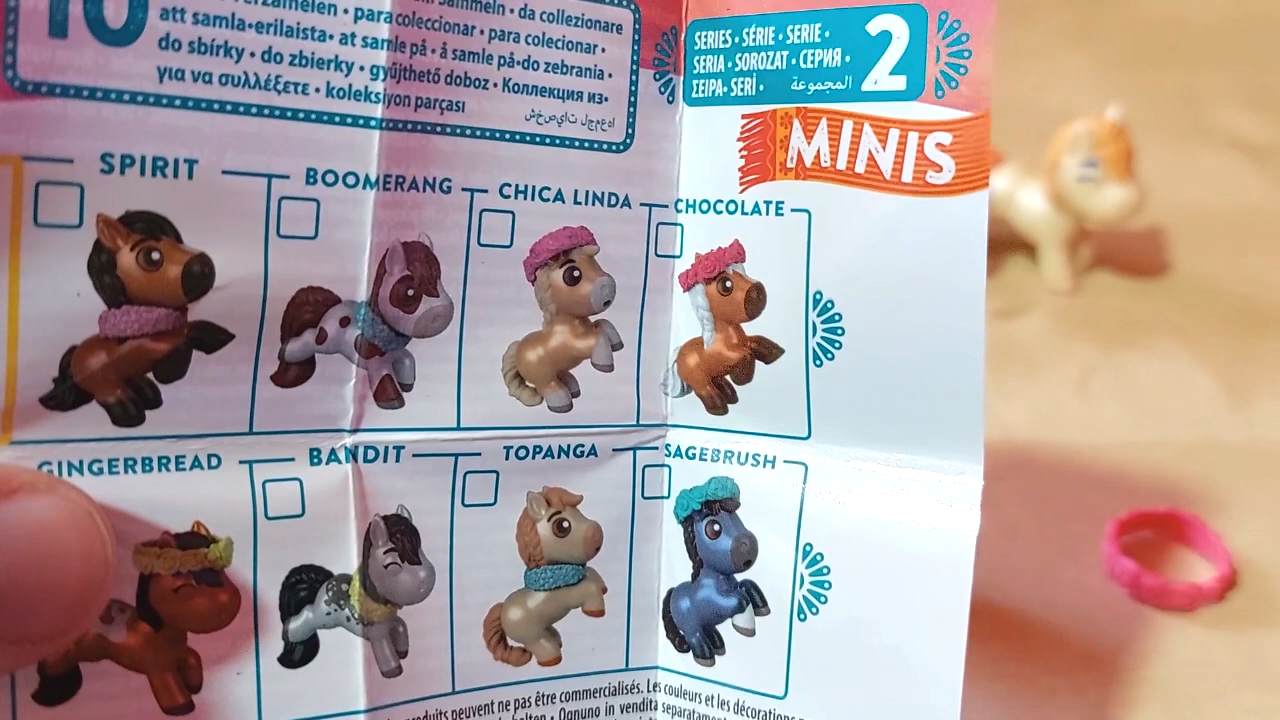 10
sammeln • da collezionare
verzamelen • para coleccionar • para colecionar •
att samla•erilaista• at samle på • å samle på•do zebrania •
do sbírky • do zbierky • gyűjthető doboz • Коллекция из•
για να συλλέξετε • koleksiyon parçası
SERIES • SÉRIE • SERIE •
SERIA • SOROZAT • СЕРИЯ •
ΣΕΙΡΑ• SERİ • المجموعة
2
MINIS
SPIRIT
BOOMERANG
CHICA LINDA
CHOCOLATE
GINGERBREAD
BANDIT
TOPANGA
SAGEBRUSH
produits peuvent ne pas être commercialisés. Les couleurs et les décorations
• Ognuno in vendita